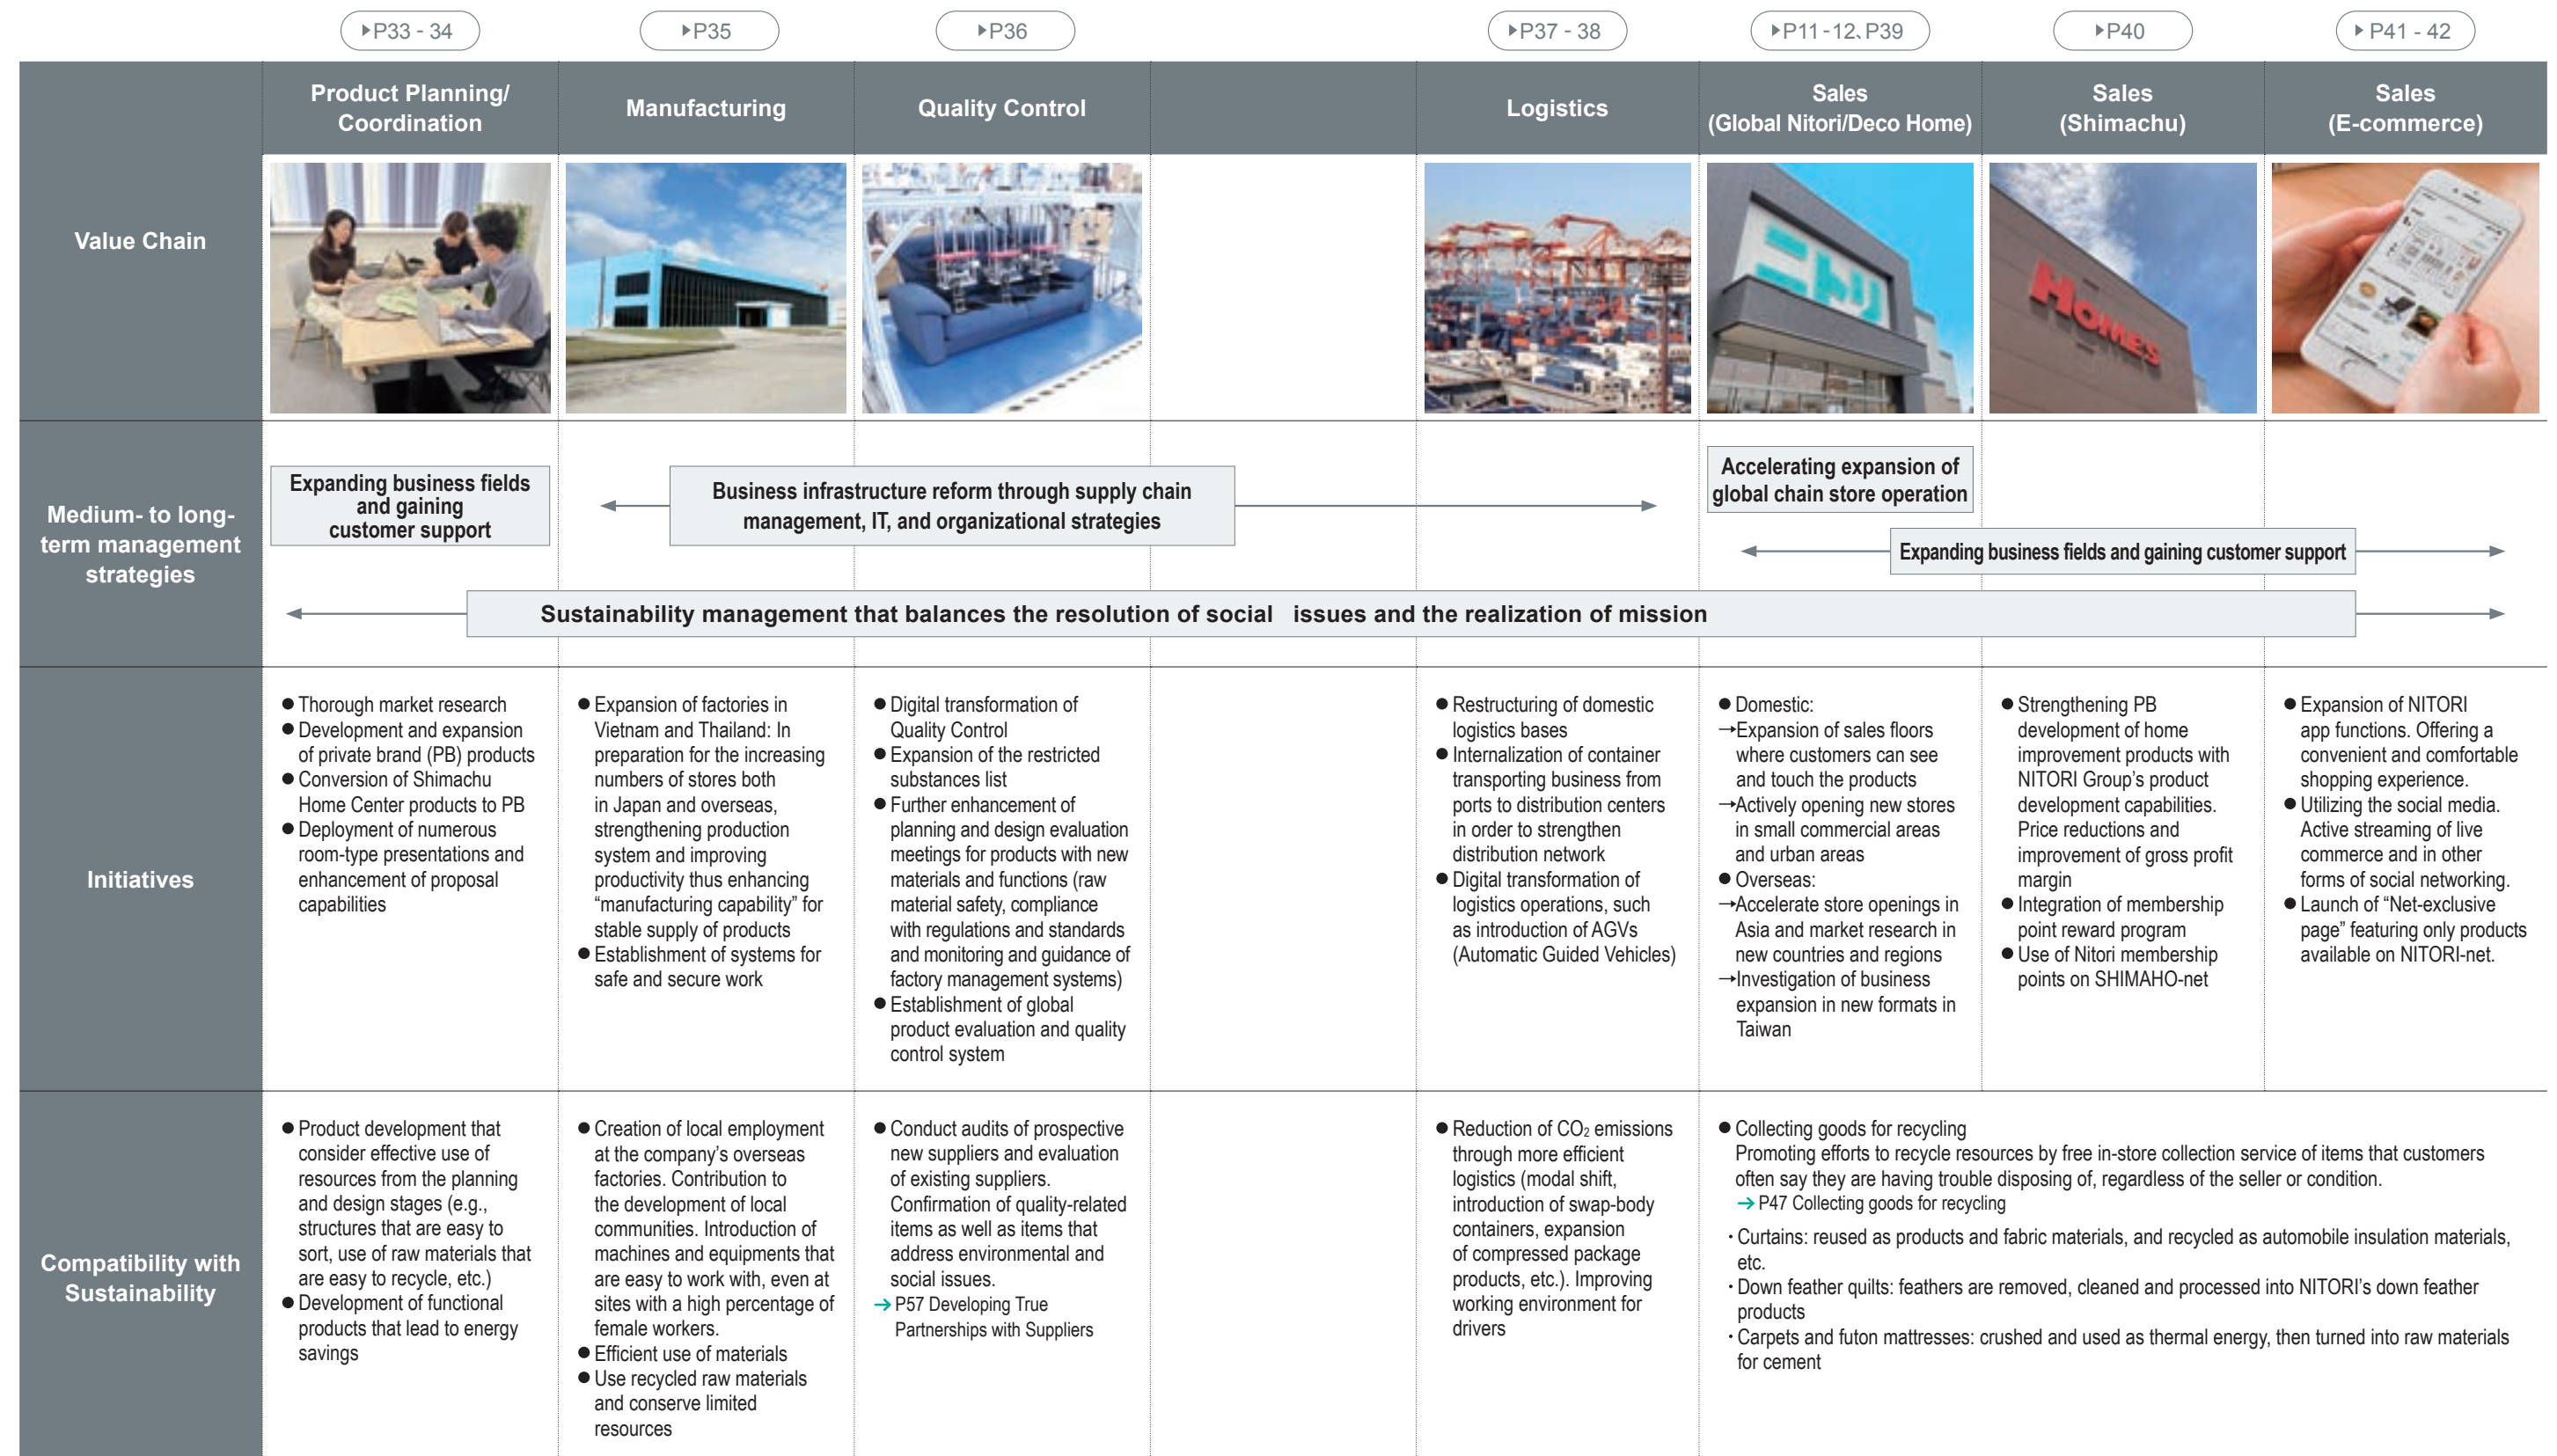 ▶P33 - 34
▶P35
▶P36
▶P37 - 38
▶P11-12、P39
▶P40
▶P41 - 42
Value Chain
Product Planning/
Coordination
Manufacturing
Quality Control
Logistics
Sales
(Global Nitori/Deco Home)
Sales
(Shimachu)
Sales
(E-commerce)
ニトリ
HOME'S
Medium- to long-
term management
strategies
Expanding business fields
and gaining
customer support
Business infrastructure reform through supply chain
management, IT, and organizational strategies
Accelerating expansion of
global chain store operation
Expanding business fields and gaining customer support
Sustainability management that balances the resolution of social issues and the realization of mission
Initiatives
● Thorough market research
● Development and expansion
of private brand (PB) products
● Conversion of Shimachu
Home Center products to PB
● Deployment of numerous
room-type presentations and
enhancement of proposal
capabilities
● Expansion of factories in
Vietnam and Thailand: In
preparation for the increasing
numbers of stores both
in Japan and overseas,
strengthening production
system and improving
productivity thus enhancing
“manufacturing capability” for
stable supply of products
● Establishment of systems for
safe and secure work
● Digital transformation of
Quality Control
● Expansion of the restricted
substances list
● Further enhancement of
planning and design evaluation
meetings for products with new
materials and functions (raw
material safety, compliance
with regulations and standards
and monitoring and guidance of
factory management systems)
● Establishment of global
product evaluation and quality
control system
● Restructuring of domestic
logistics bases
● Internalization of container
transporting business from
ports to distribution centers
in order to strengthen
distribution network
● Digital transformation of
logistics operations, such
as introduction of AGVs
(Automatic Guided Vehicles)
● Domestic:
→Expansion of sales floors
where customers can see
and touch the products
→Actively opening new stores
in small commercial areas
and urban areas
● Overseas:
→Accelerate store openings in
Asia and market research in
new countries and regions
→Investigation of business
expansion in new formats in
Taiwan
● Strengthening PB
development of home
improvement products with
NITORI Group’s product
development capabilities.
Price reductions and
improvement of gross profit
margin
● Integration of membership
point reward program
● Use of Nitori membership
points on SHIMAHO-net
● Expansion of NITORI
app functions. Offering a
convenient and comfortable
shopping experience.
● Utilizing the social media.
Active streaming of live
commerce and in other
forms of social networking.
● Launch of “Net-exclusive
page” featuring only products
available on NITORI-net.
Compatibility with
Sustainability
● Product development that
consider effective use of
resources from the planning
and design stages (e.g.,
structures that are easy to
sort, use of raw materials that
are easy to recycle, etc.)
● Development of functional
products that lead to energy
savings
● Creation of local employment
at the company’s overseas
factories. Contribution to
the development of local
communities. Introduction of
machines and equipments that
are easy to work with, even at
sites with a high percentage of
female workers.
● Efficient use of materials
● Use recycled raw materials
and conserve limited
resources
● Conduct audits of prospective
new suppliers and evaluation
of existing suppliers.
Confirmation of quality-related
items as well as items that
address environmental and
social issues.
→ P57 Developing True
Partnerships with Suppliers
● Reduction of CO₂ emissions
through more efficient
logistics (modal shift,
introduction of swap-body
containers, expansion
of compressed package
products, etc.). Improving
working environment for
drivers
● Collecting goods for recycling
Promoting efforts to recycle resources by free in-store collection service of items that customers
often say they are having trouble disposing of, regardless of the seller or condition.
→ P47 Collecting goods for recycling
・Curtains: reused as products and fabric materials, and recycled as automobile insulation materials,
etc.
・Down feather quilts: feathers are removed, cleaned and processed into NITORI’s down feather
products
・Carpets and futon mattresses: crushed and used as thermal energy, then turned into raw materials
for cement